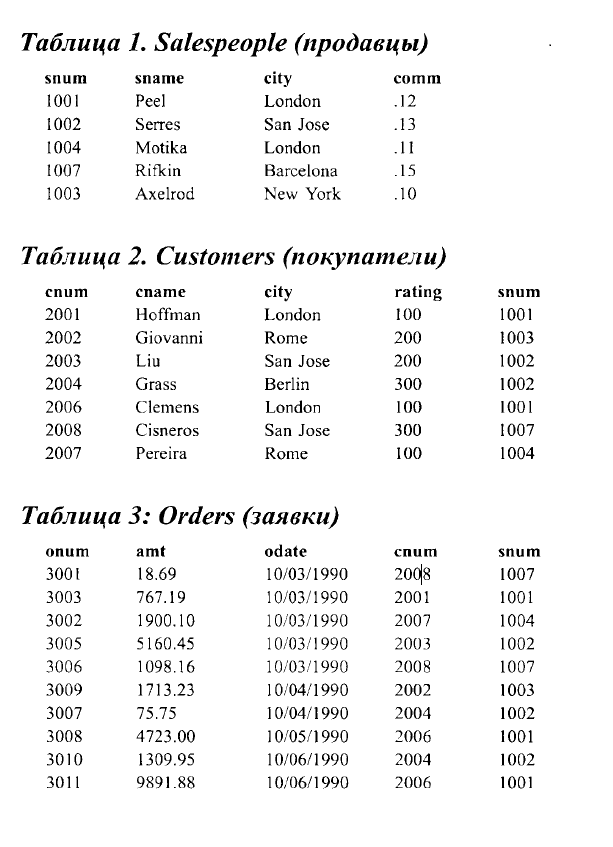 Таблица 1. Salespeople (продавцы)
snum sname city comm
1001 Peel London .12
1002 Serres San Jose .13
1004 Motika London .11
1007 Rifkin Barcelona .15
1003 Axelrod New York .10
Таблица 2. Customers (покупатели)
cnum cname city rating snum
2001 Hoffman London 100 1001
2002 Giovanni Rome 200 1003
2003 Liu San Jose 200 1002
2004 Grass Berlin 300 1002
2006 Clemens London 100 1001
2008 Cisneros San Jose 300 1007
2007 Pereira Rome 100 1004
Таблица 3: Orders (заявки)
onum amt odate cnum snum
3001 18.69 10/03/1990 2008 1007
3003 767.19 10/03/1990 2001 1001
3002 1900.10 10/03/1990 2007 1004
3005 5160.45 10/03/1990 2003 1002
3006 1098.16 10/03/1990 2008 1007
3009 1713.23 10/04/1990 2002 1003
3007 75.75 10/04/1990 2004 1002
3008 4723.00 10/05/1990 2006 1001
3010 1309.95 10/06/1990 2004 1002
3011 9891.88 10/06/1990 2006 1001